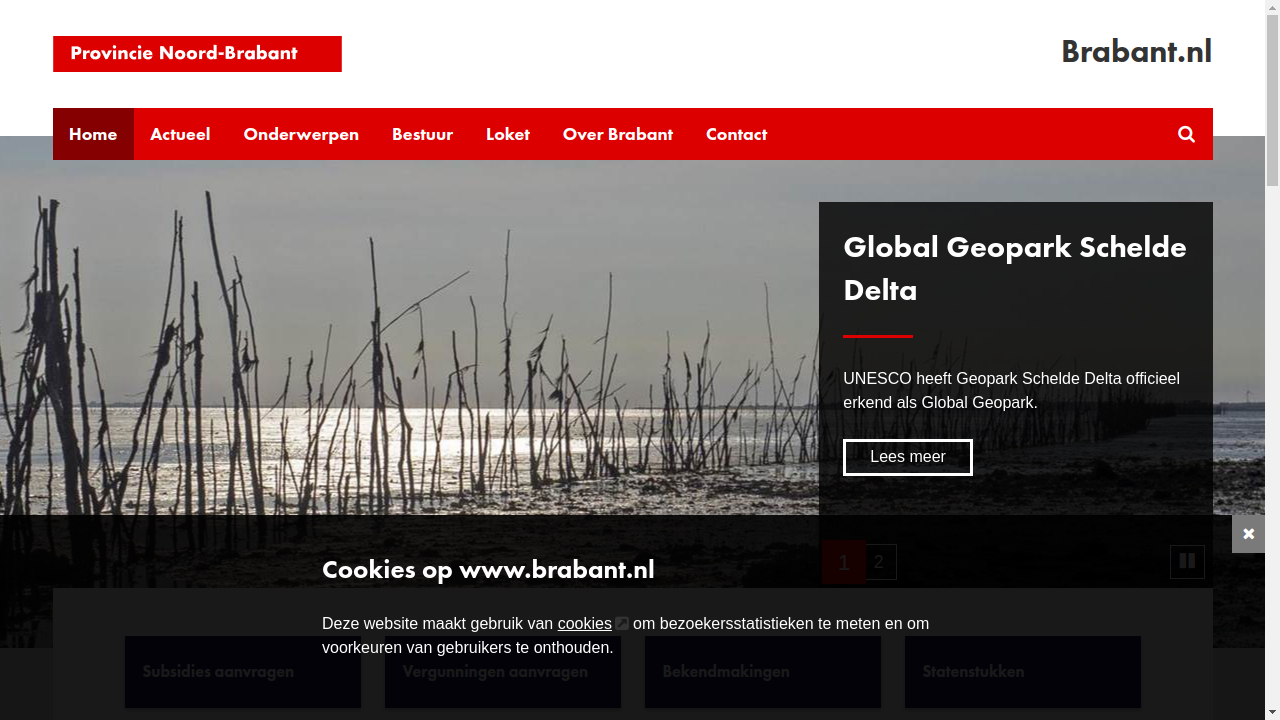 Provincie Noord-Brabant
Brabant.nl
Home Actueel Onderwerpen Bestuur Loket Over Brabant Contact
Global Geopark Schelde
Delta
UNESCO heeft Geopark Schelde Delta officieel
erkend als Global Geopark.
Lees meer
1 2
Cookies op www.brabant.nl
Deze website maakt gebruik van cookies om bezoekersstatistieken te meten en om
voorkeuren van gebruikers te onthouden.
Subsidies aanvragen Vergunningen aanvragen Bekendmakingen Statenstukken